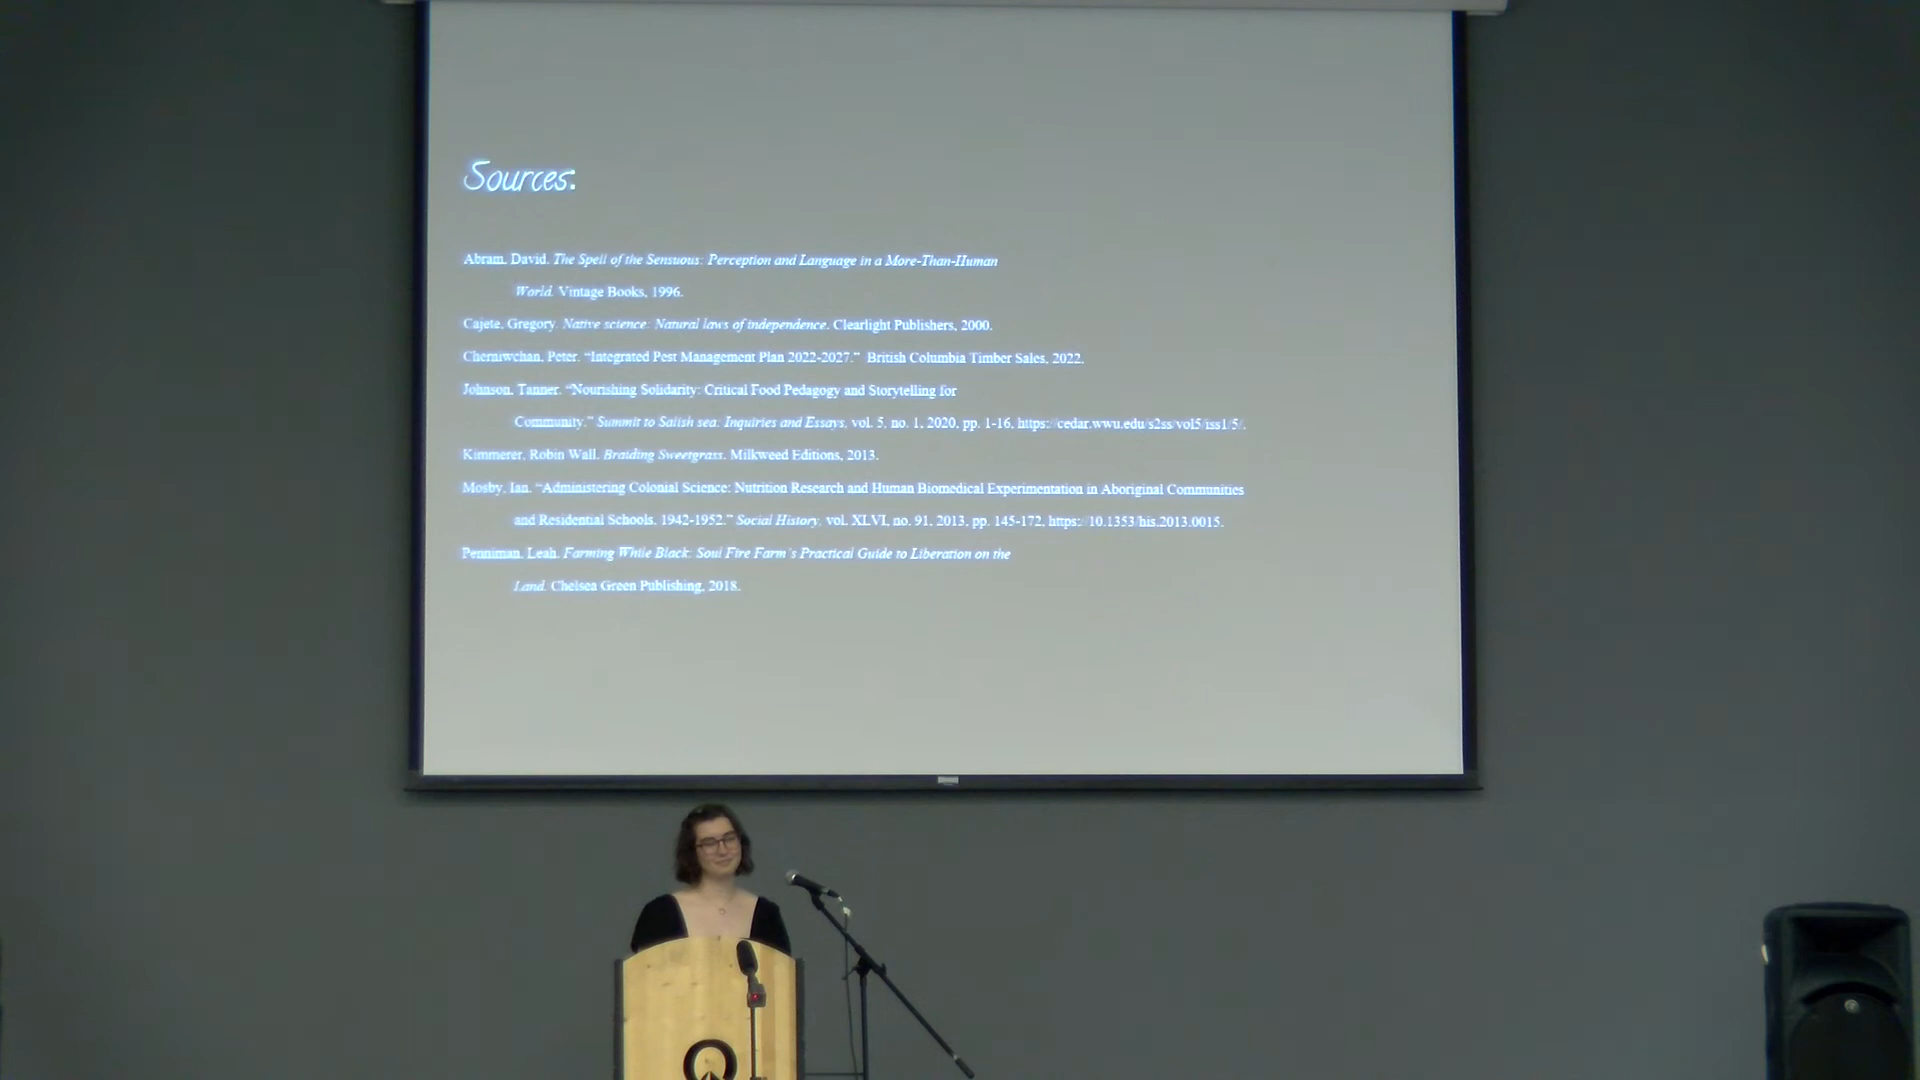 Sources:
Abram, David. The Spell of the Sensuous: Perception and Language in a More-Than-Human
World. Vintage Books, 1996.
Cajete, Gregory. Native science: Natural laws of independence. Clearlight Publishers, 2000.
Cherniwchan, Peter. “Integrated Pest Management Plan 2022-2027.” British Columbia Timber Sales, 2022.
Johnson, Tanner. “Nourishing Solidarity: Critical Food Pedagogy and Storytelling for
Community.” Summit to Salish sea: Inquiries and Essays, vol. 5, no. 1, 2020, pp. 1-16, https://cedar.wwu.edu/s2ss/vol5/iss1/5/.
Kimmerer, Robin Wall. Braiding Sweetgrass. Milkweed Editions, 2013.
Mosby, Ian. “Administering Colonial Science: Nutrition Research and Human Biomedical Experimentation in Aboriginal Communities
and Residential Schools, 1942-1952.” Social History, vol. XLVI, no. 91, 2013, pp. 145-172, https://10.1353/his.2013.0015.
Penniman, Leah. Farming While Black: Soul Fire Farm's Practical Guide to Liberation on the
Land. Chelsea Green Publishing, 2018.